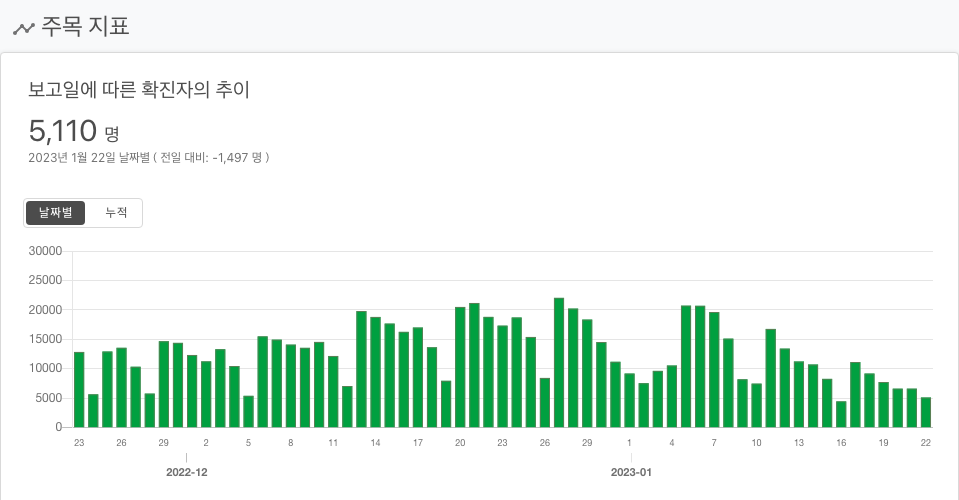 주목 지표
보고일에 따른 확진자의 추이
5,110 명
2023년 1월 22일 날짜별 ( 전일 대비: -1,497 명 )
날짜별 누적
30000
25000
20000
15000
10000
5000
0
23 26 29 2 5 8 11 14 17 20 23 26 29 1 4 7 10 13 16 19 22
2022-12 2023-01